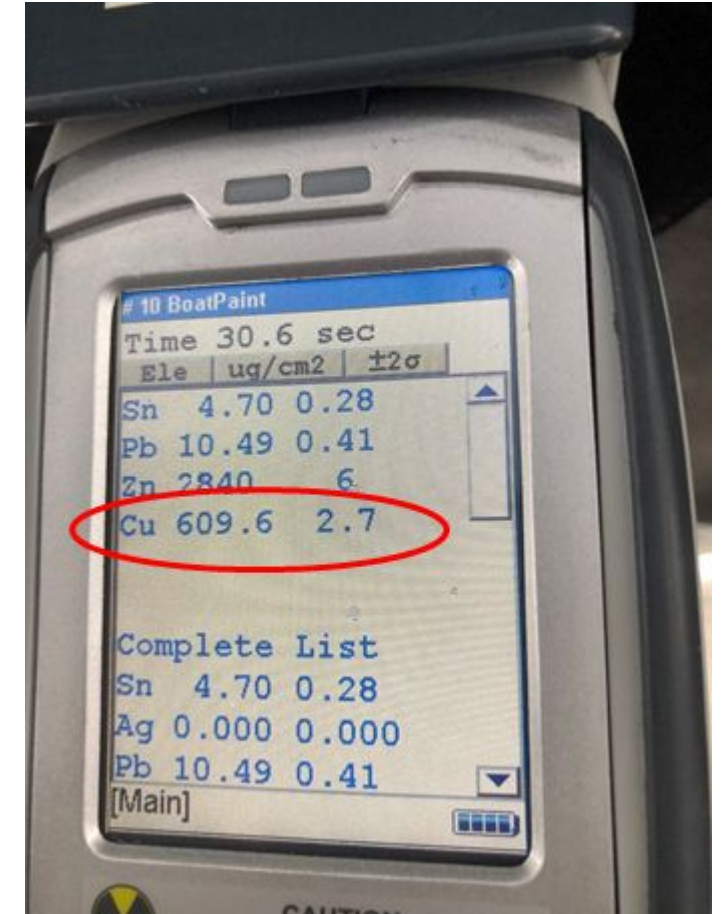 # 10 BoatPaint
Time 30.6 sec
Ele ug/cm2 ±2σ
Sn 4.70 0.28
Pb 10.49 0.41
Zn 2840 6
Cu 609.6 2.7
Complete List
Sn 4.70 0.28
Ag 0.000 0.000
Pb 10.49 0.41
[Main]
CAUTION